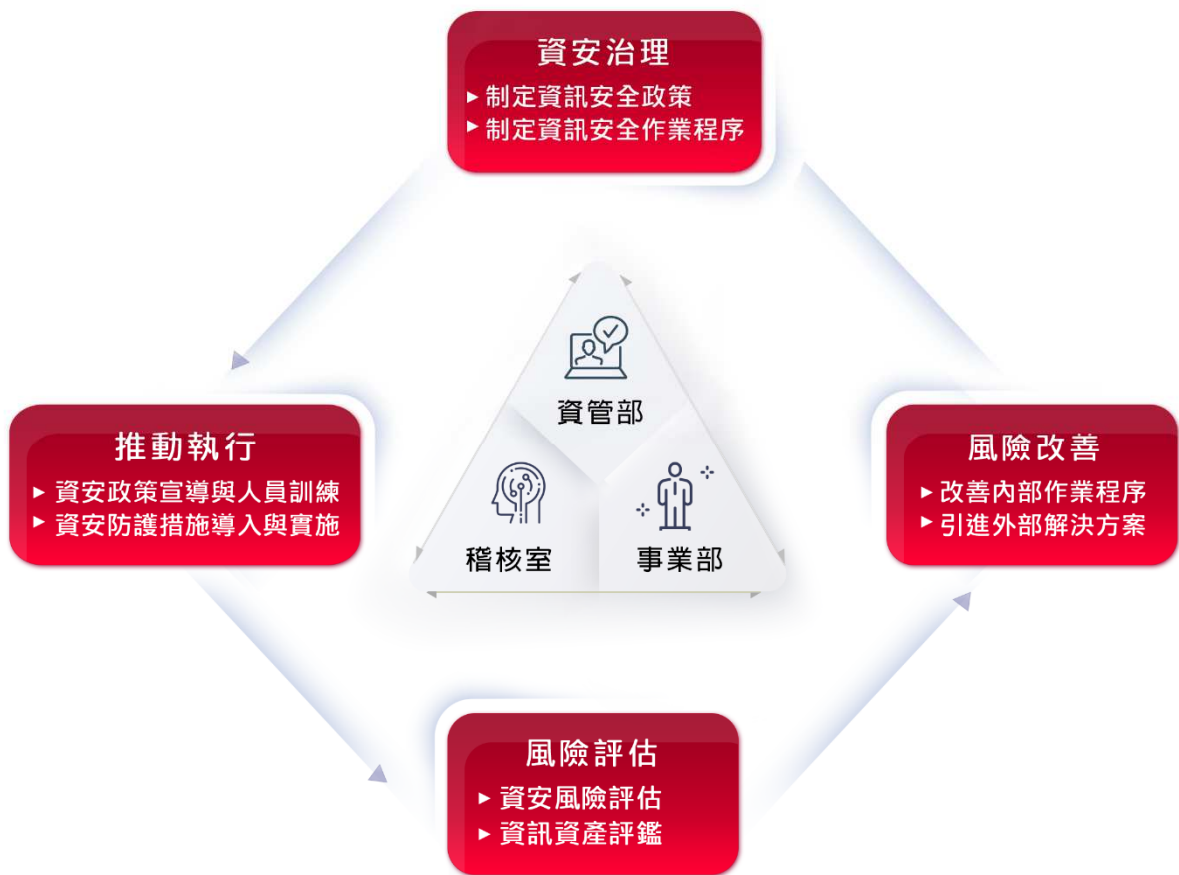 資安治理
▸ 制定資訊安全政策
▸ 制定資訊安全作業程序
資管部
稽核室
事業部
推動執行
▸ 資安政策宣導與人員訓練
▸ 資安防護措施導入與實施
風險改善
▸ 改善內部作業程序
▸ 引進外部解決方案
風險評估
▸ 資安風險評估
▸ 資訊資產評鑑